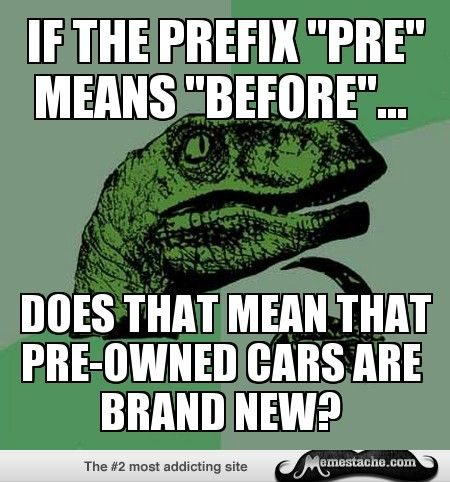 IF THE PREFIX "PRE"
MEANS "BEFORE"...
DOES THAT MEAN THAT
PRE-OWNED CARS ARE
BRAND NEW?
The #2 most addicting site
Memestache.com